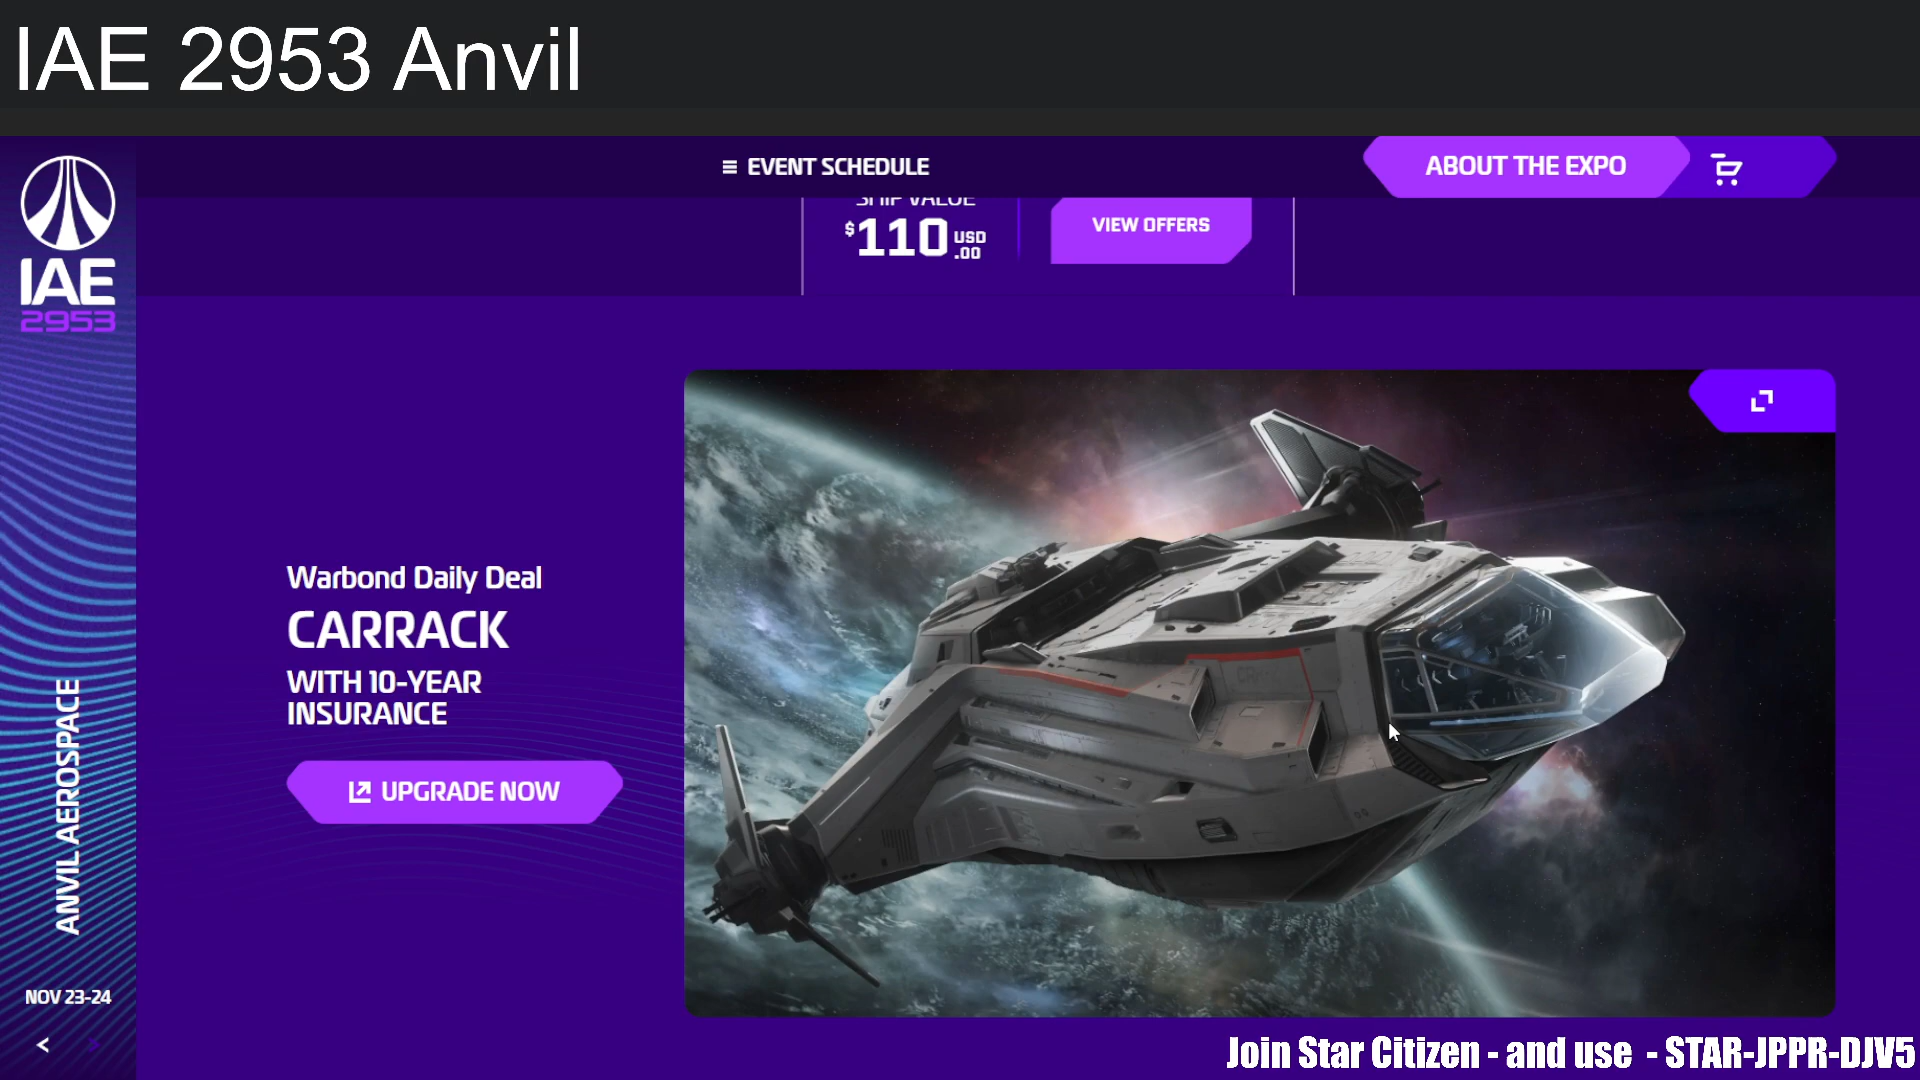 IAE 2953 Anvil
EVENT SCHEDULE
ABOUT THE EXPO
SHIP VALUE
$110 USD .00
VIEW OFFERS
IAE
2953
Warbond Daily Deal
CARRACK
WITH 10-YEAR
INSURANCE
UPGRADE NOW
ANVIL AEROSPACE
NOV 23-24
Join Star Citizen - and use - STAR-JPPR-DJV5